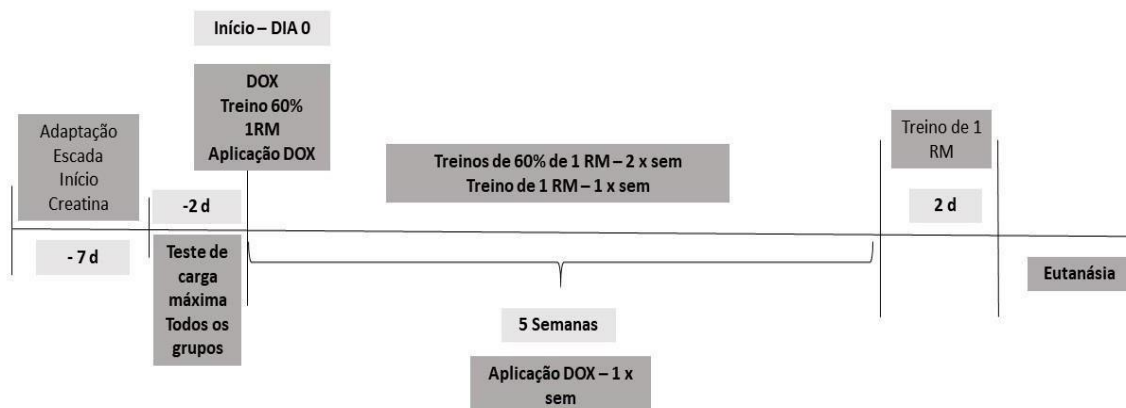 Início – DIA 0
DOX
Treino 60%
1RM
Aplicação DOX
Adaptação
Escada
Início
Creatina
- 7 d
-2 d
Teste de
carga
máxima
Todos os
grupos
Treinos de 60% de 1 RM – 2 x sem
Treino de 1 RM – 1 x sem
5 Semanas
Aplicação DOX – 1 x
sem
Treino de 1
RM
2 d
Eutanásia